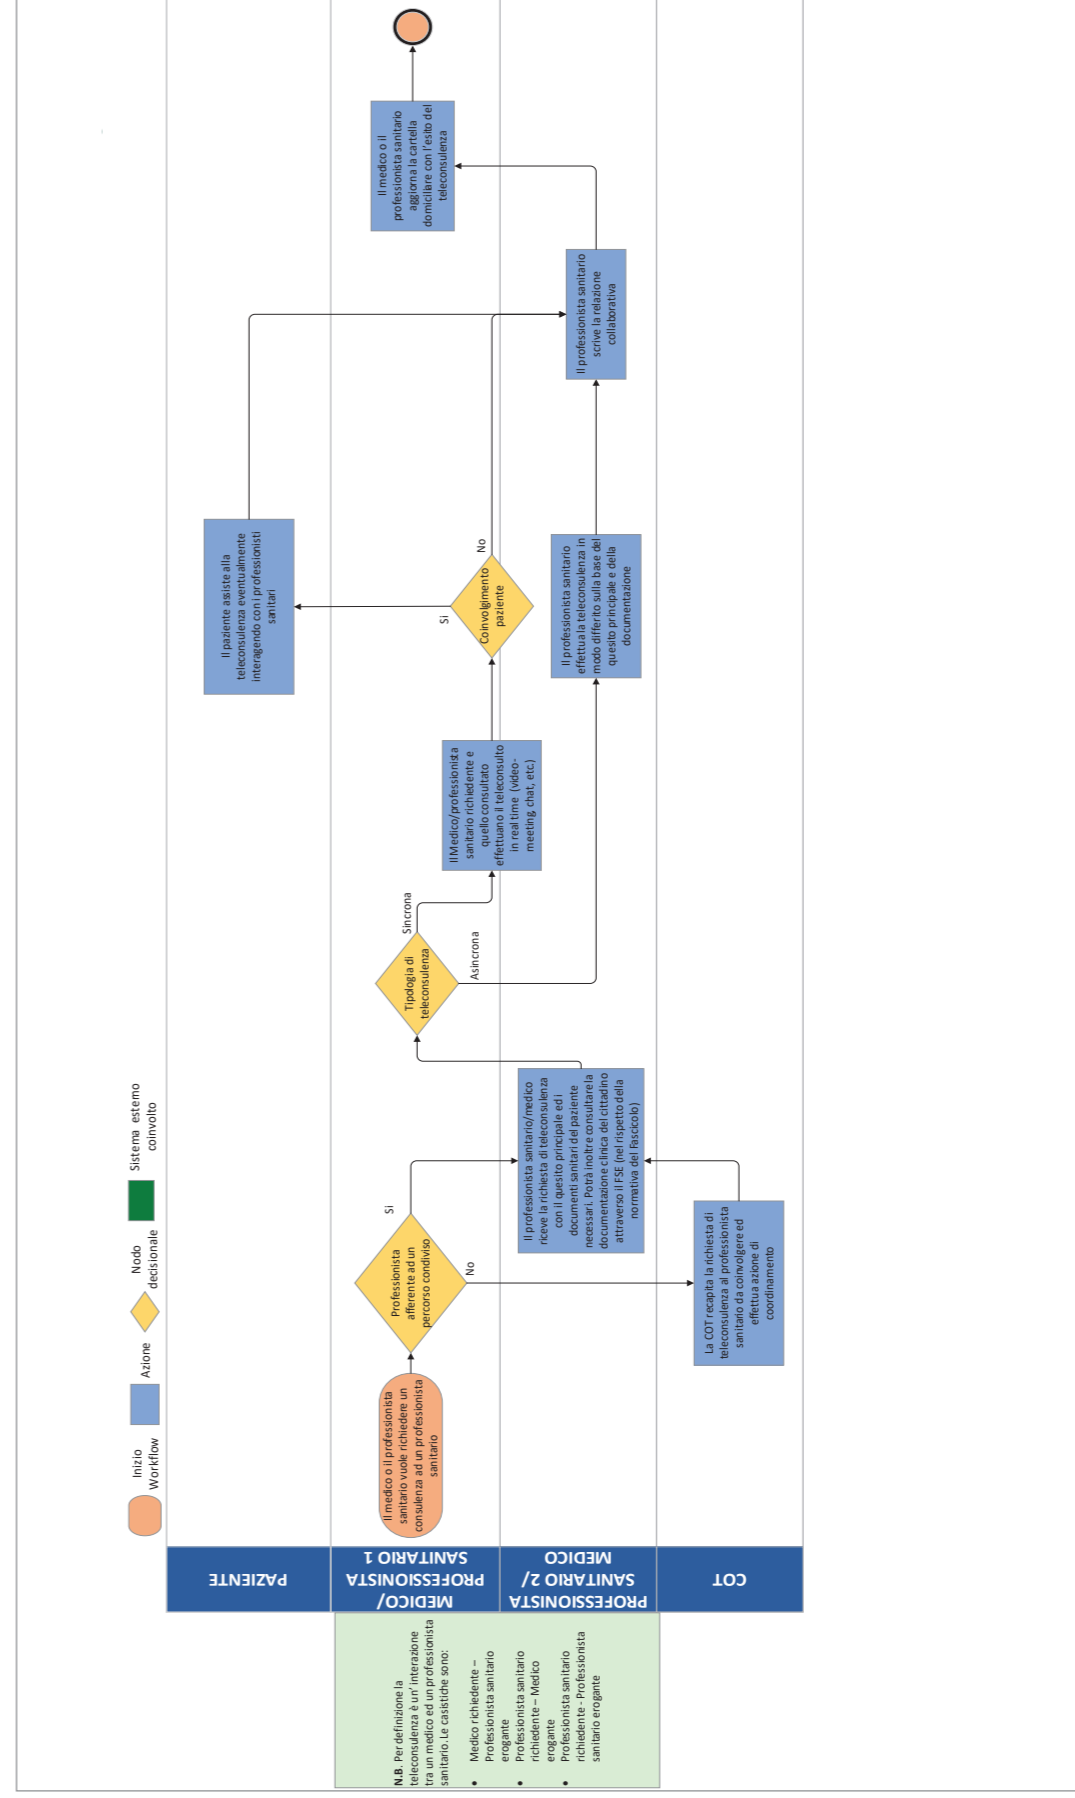 Inizio
Workflow
Azione
Nodo
decisionale
Sistema esterno
coinvolto
PAZIENTE
MEDICO/
PROFESSIONISTA
SANITARIO 1
PROFESSIONISTA
SANITARIO 2/
MEDICO
COT
N.B. Per definizione la
teleconsulenza è un’ interazione
tra un medico ed un professionista
sanitario. Le casistiche sono:
• Medico richiedente –
Professionista sanitario
erogante
• Professionista sanitario
richiedente – Medico
erogante
• Professionista sanitario
richiedente - Professionista
sanitario erogante
Il medico o il professionista
sanitario vuole richiedere un
consulenza ad un professionista
sanitario
Professionista
afferente ad un
percorso condiviso
Si
No
La COT recapita la richiesta di
teleconsulenza al professionista
sanitario da coinvolgere ed
effettua azione di
coordinamento
Il professionista sanitario/medico
riceve la richiesta di teleconsulenza
con il quesito principale ed i
documenti sanitari del paziente
necessari. Potrà inoltre consultare la
documentazione clinica del cittadino
attraverso il FSE (nel rispetto della
normativa del Fascicolo)
Tipologia di
teleconsulenza
Sincrona
Asincrona
Il Medico/professionista
sanitario richiedente e
quello consultato
effettuano il teleconsulto
in real time (video-
meeting, chat, etc.)
Coinvolgimento
paziente
Si
No
Il paziente assiste alla
teleconsulenza eventualmente
interagendo con i professionisti
sanitari
Il professionista sanitario
effettua la teleconsulenza in
modo differito sulla base del
quesito principale e della
documentazione
Il professionista sanitario
scrive la relazione
collaborativa
Il medico o il
professionista sanitario
aggiorna la cartella
domiciliare con l’esito del
teleconsulenza